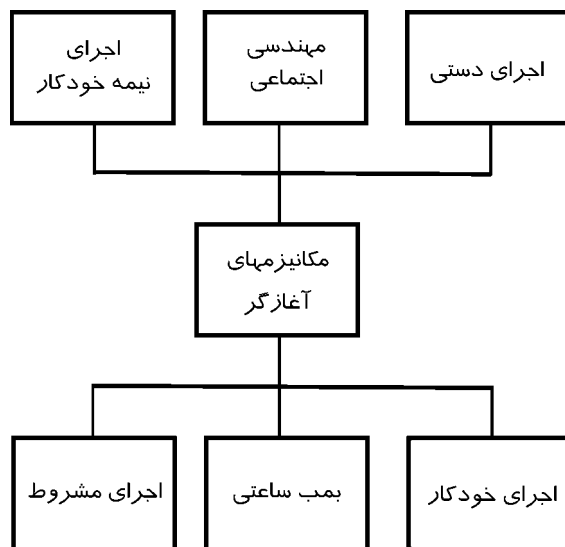 اجرای دستی
مهندسی
اجتماعی
اجرای
نیمه خودکار
مکانیزمهای
آغازگر
اجرای خودکار
بمب ساعتی
اجرای مشروط